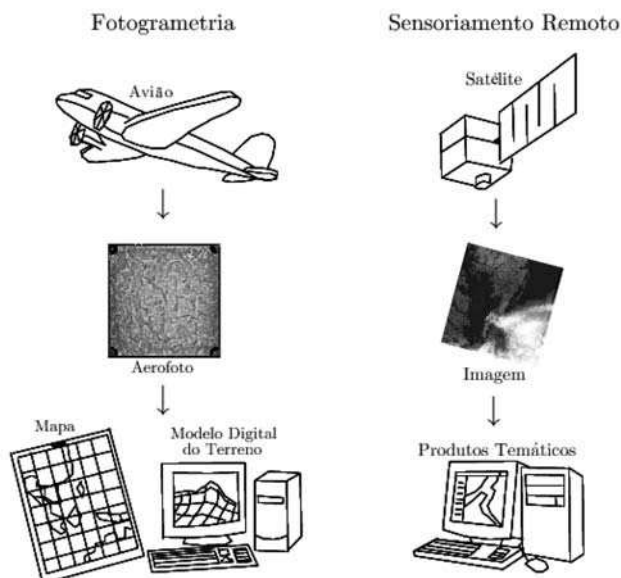 Fotogrametria
Avião
Aerofoto
Mapa
Modelo Digital
do Terreno
Sensoriamento Remoto
Satélite
Imagem
Produtos Temáticos